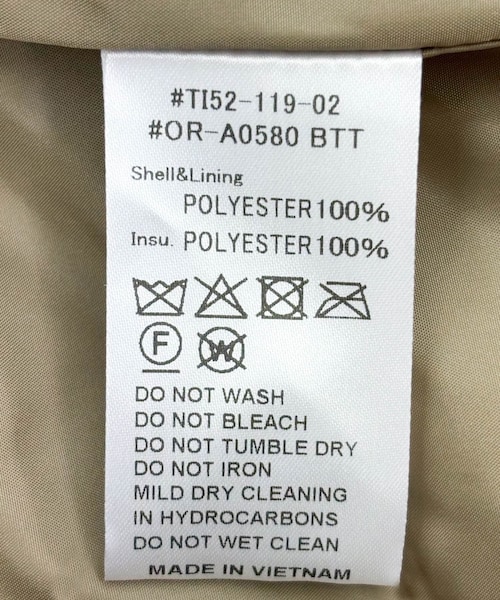 #TI52-119-02
#OR-A0580 BTT
Shell&Lining
POLYESTER100%
Insu. POLYESTER100%
F W
DO NOT WASH
DO NOT BLEACH
DO NOT TUMBLE DRY
DO NOT IRON
MILD DRY CLEANING
IN HYDROCARBONS
DO NOT WET CLEAN
MADE IN VIETNAM